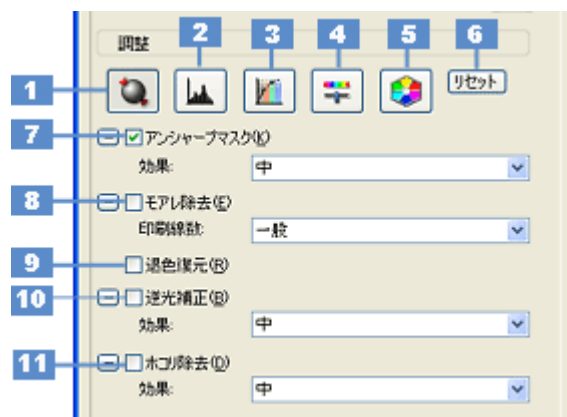 調整
1
2
3
4
5
6
リセット
7
アンシャープマスク(K)
効果:
中
8
モアレ除去(E)
印刷線数:
一般
9
退色復元(R)
10
逆光補正(B)
効果:
中
11
ホコリ除去(D)
効果:
中